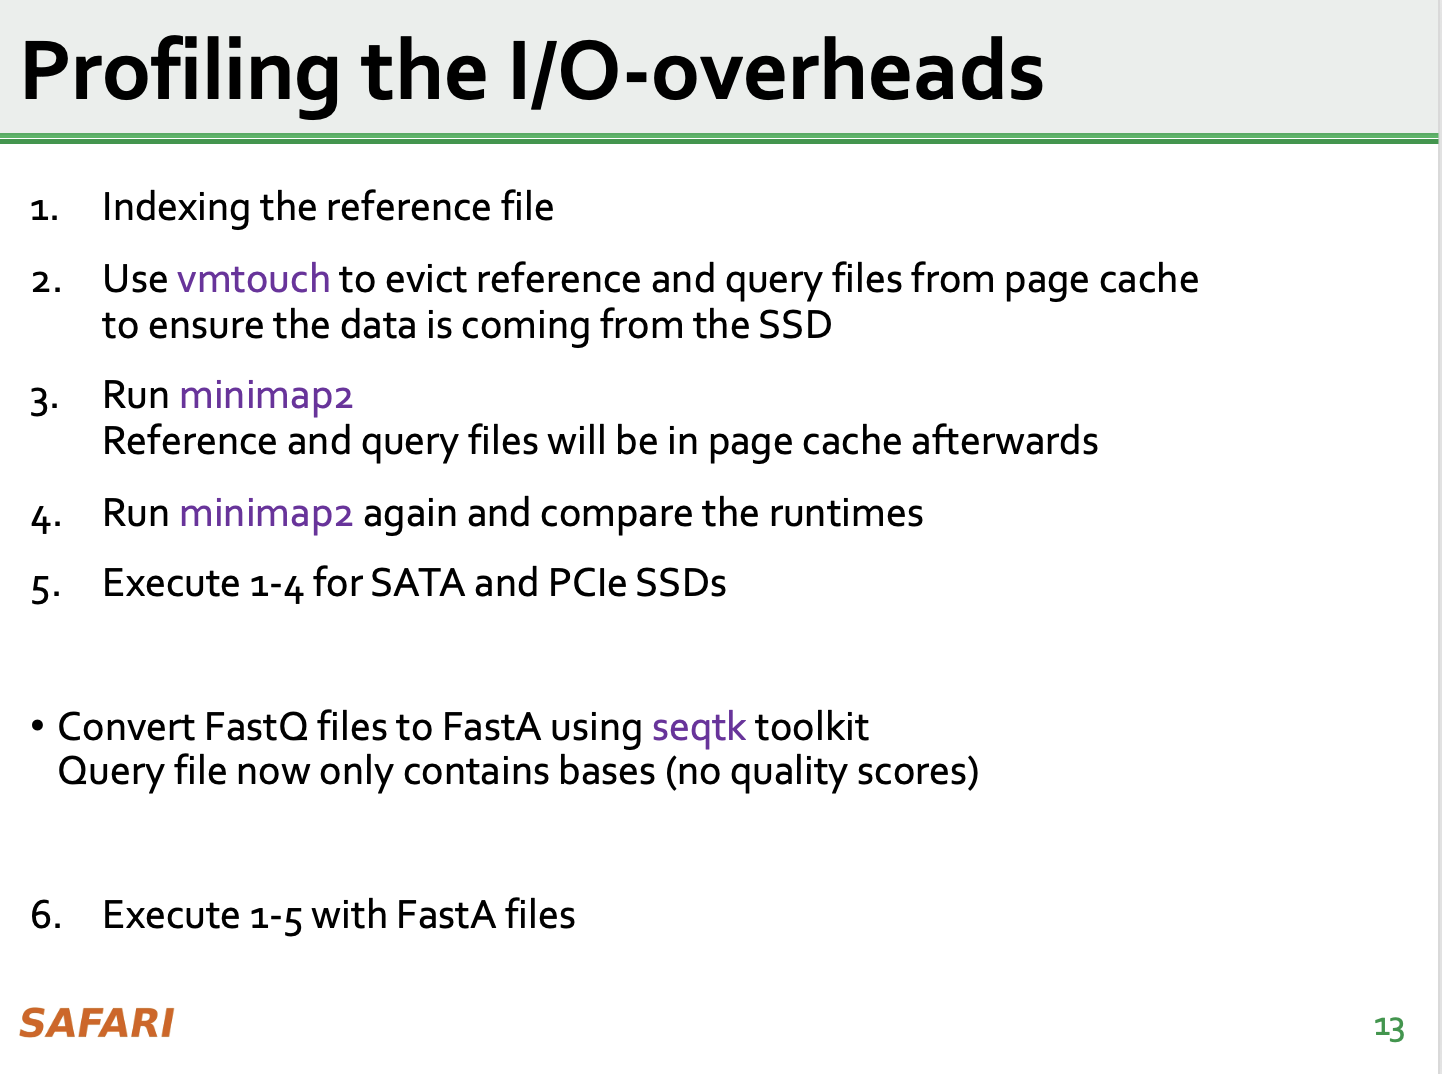 Profiling the I/O-overheads
1. Indexing the reference file
2. Use vmtouch to evict reference and query files from page cache
to ensure the data is coming from the SSD
3. Run minimap2
Reference and query files will be in page cache afterwards
4. Run minimap2 again and compare the runtimes
5. Execute 1-4 for SATA and PCIe SSDs
• Convert FastQ files to FastA using seqtk toolkit
Query file now only contains bases (no quality scores)
6. Execute 1-5 with FastA files
SAFARI
13